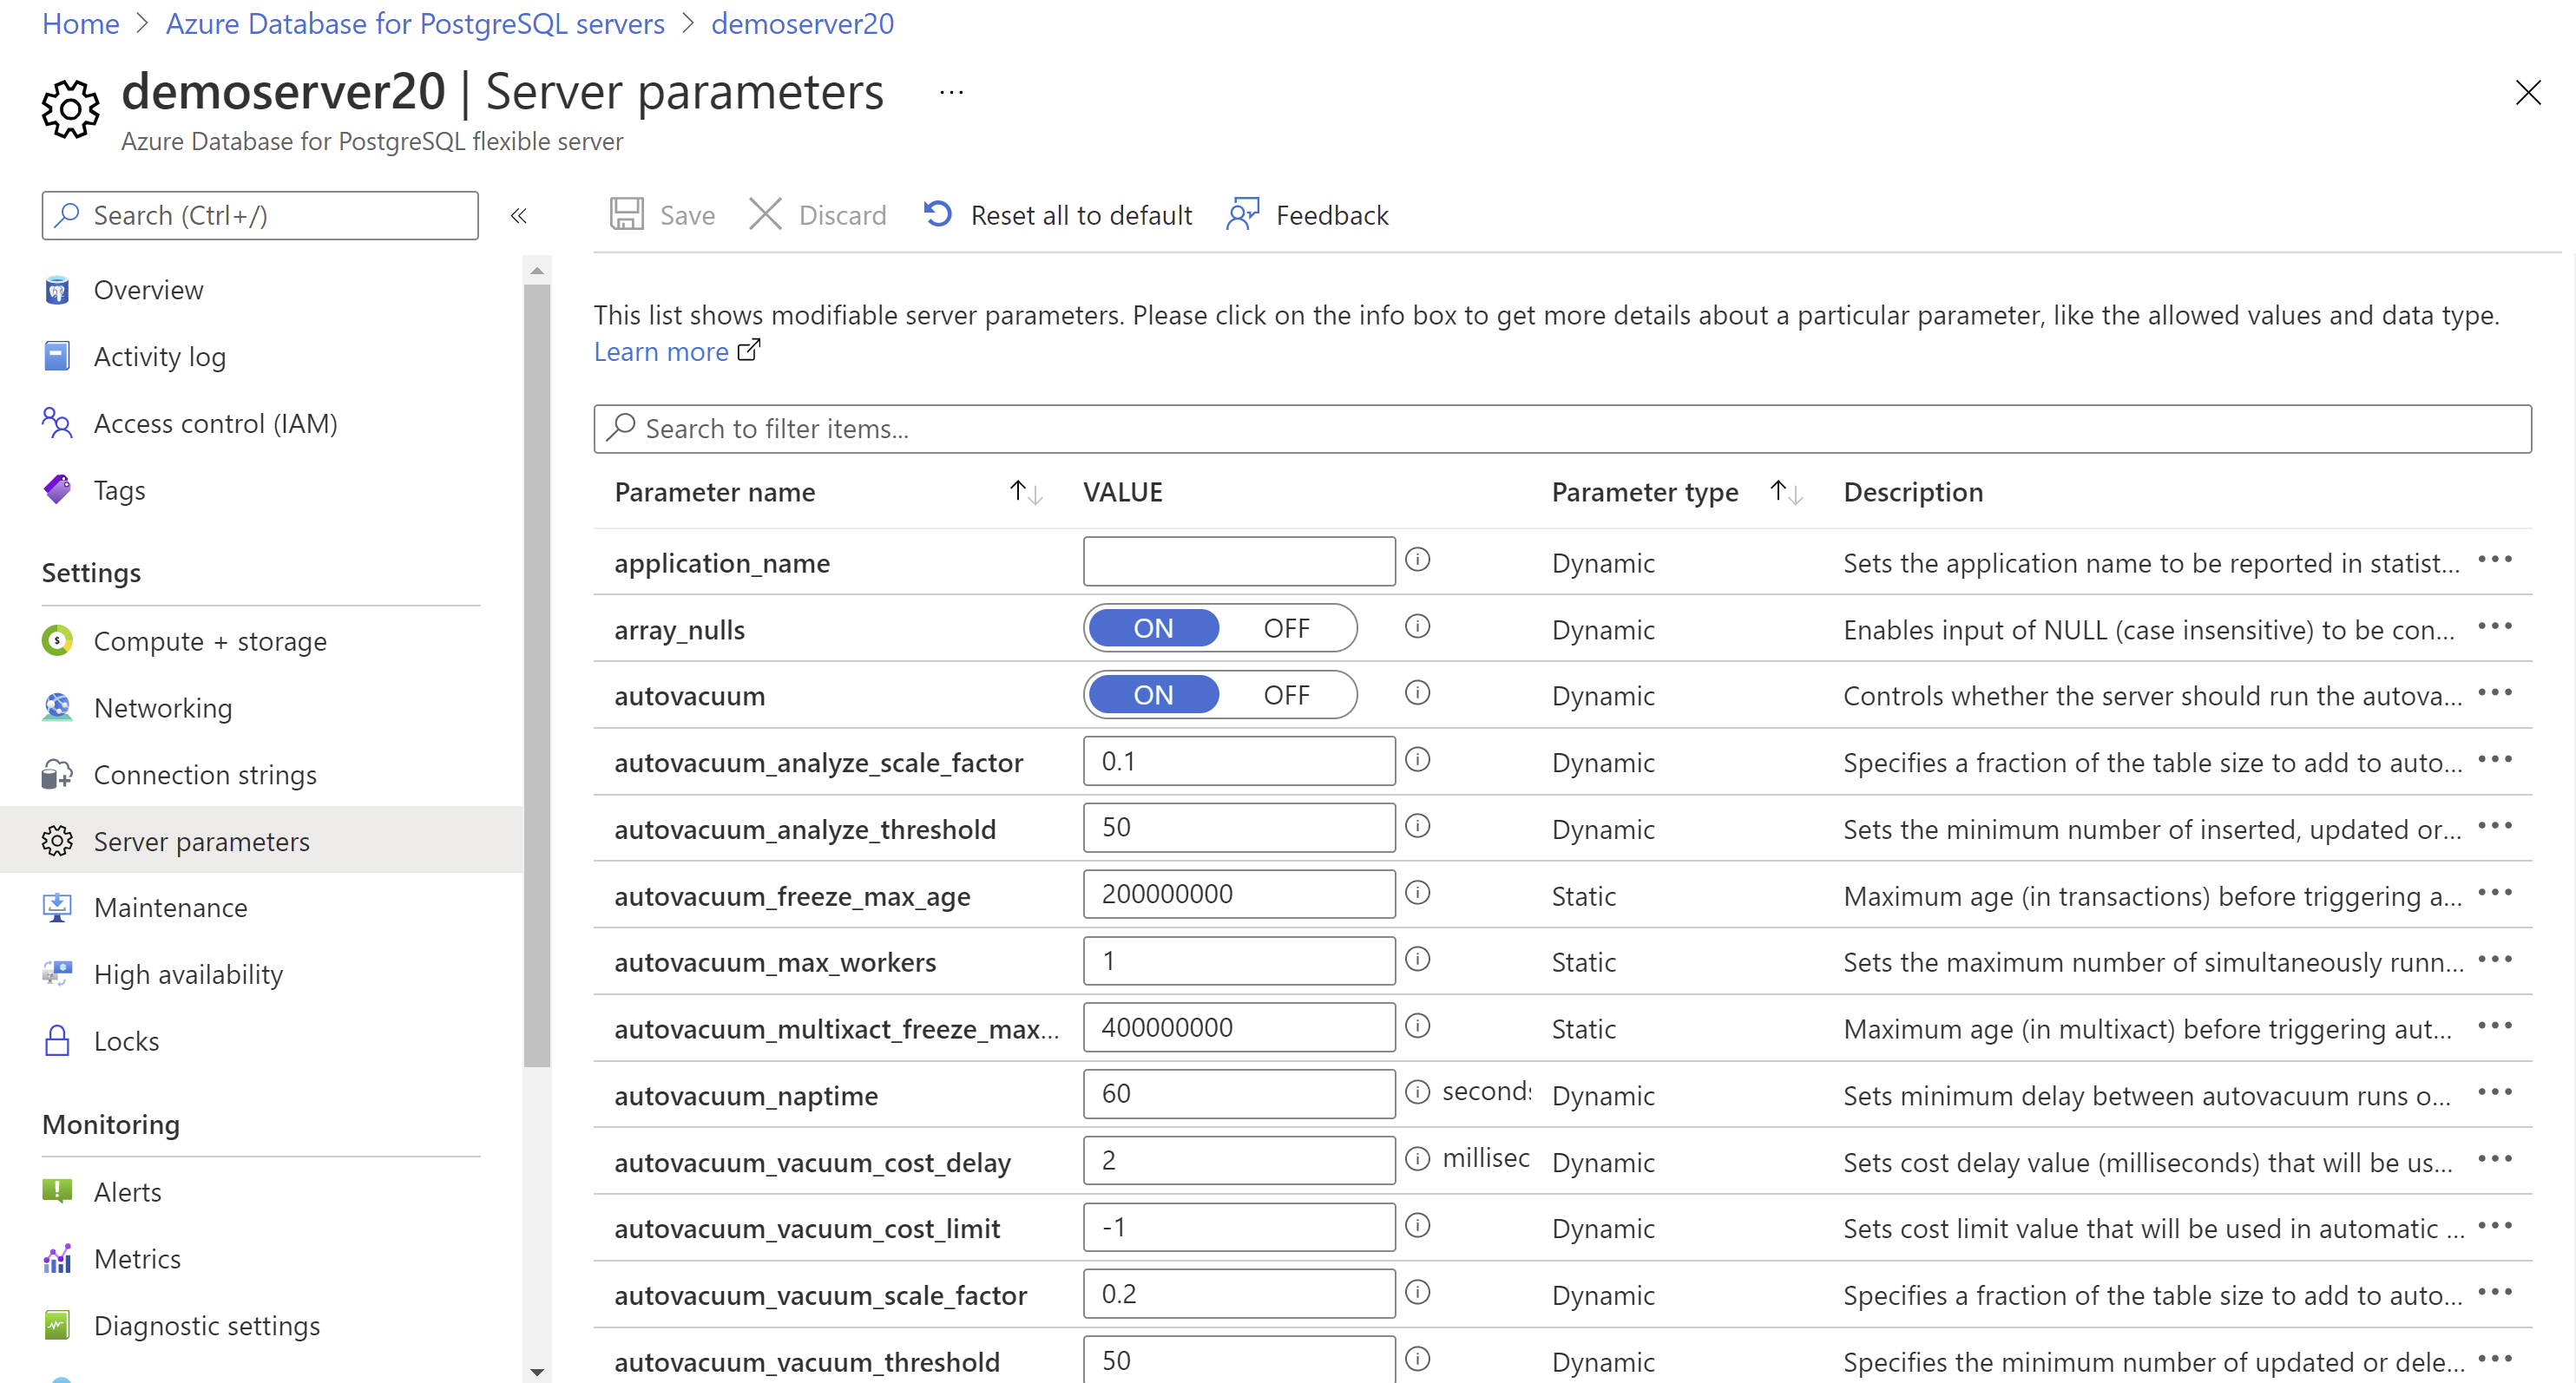 Home > Azure Database for PostgreSQL servers > demoserver20
demoserver20 | Server parameters ...
Azure Database for PostgreSQL flexible server
Search (Ctrl+/)
«
Overview
Activity log
Access control (IAM)
Tags
Settings
Compute + storage
Networking
Connection strings
Server parameters
Maintenance
High availability
Locks
Monitoring
Alerts
Metrics
Diagnostic settings
Save Discard Reset all to default Feedback
This list shows modifiable server parameters. Please click on the info box to get more details about a particular parameter, like the allowed values and data type.
Learn more
Search to filter items...
Parameter name ↑↓ VALUE Parameter type ↑↓ Description
application_name Dynamic Sets the application name to be reported in statist... •••
array_nulls ON OFF Dynamic Enables input of NULL (case insensitive) to be con... •••
autovacuum ON OFF Dynamic Controls whether the server should run the autova... •••
autovacuum_analyze_scale_factor 0.1 Dynamic Specifies a fraction of the table size to add to auto... •••
autovacuum_analyze_threshold 50 Dynamic Sets the minimum number of inserted, updated or... •••
autovacuum_freeze_max_age 200000000 Static Maximum age (in transactions) before triggering a... •••
autovacuum_max_workers 1 Static Sets the maximum number of simultaneously runn... •••
autovacuum_multixact_freeze_max... 400000000 Static Maximum age (in multixact) before triggering aut... •••
autovacuum_naptime 60 seconds Dynamic Sets minimum delay between autovacuum runs o... •••
autovacuum_vacuum_cost_delay 2 millisec Dynamic Sets cost delay value (milliseconds) that will be us... •••
autovacuum_vacuum_cost_limit -1 Dynamic Sets cost limit value that will be used in automatic ... •••
autovacuum_vacuum_scale_factor 0.2 Dynamic Specifies a fraction of the table size to add to auto... •••
autovacuum_vacuum_threshold 50 Dynamic Specifies the minimum number of updated or dele... •••